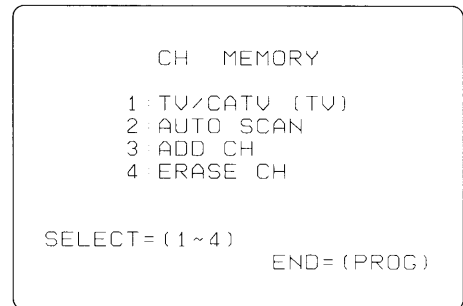 CH MEMORY
1:TV/CATV (TV)
2:AUTO SCAN
3:ADD CH
4:ERASE CH
SELECT=(1~4)
END=(PROG)